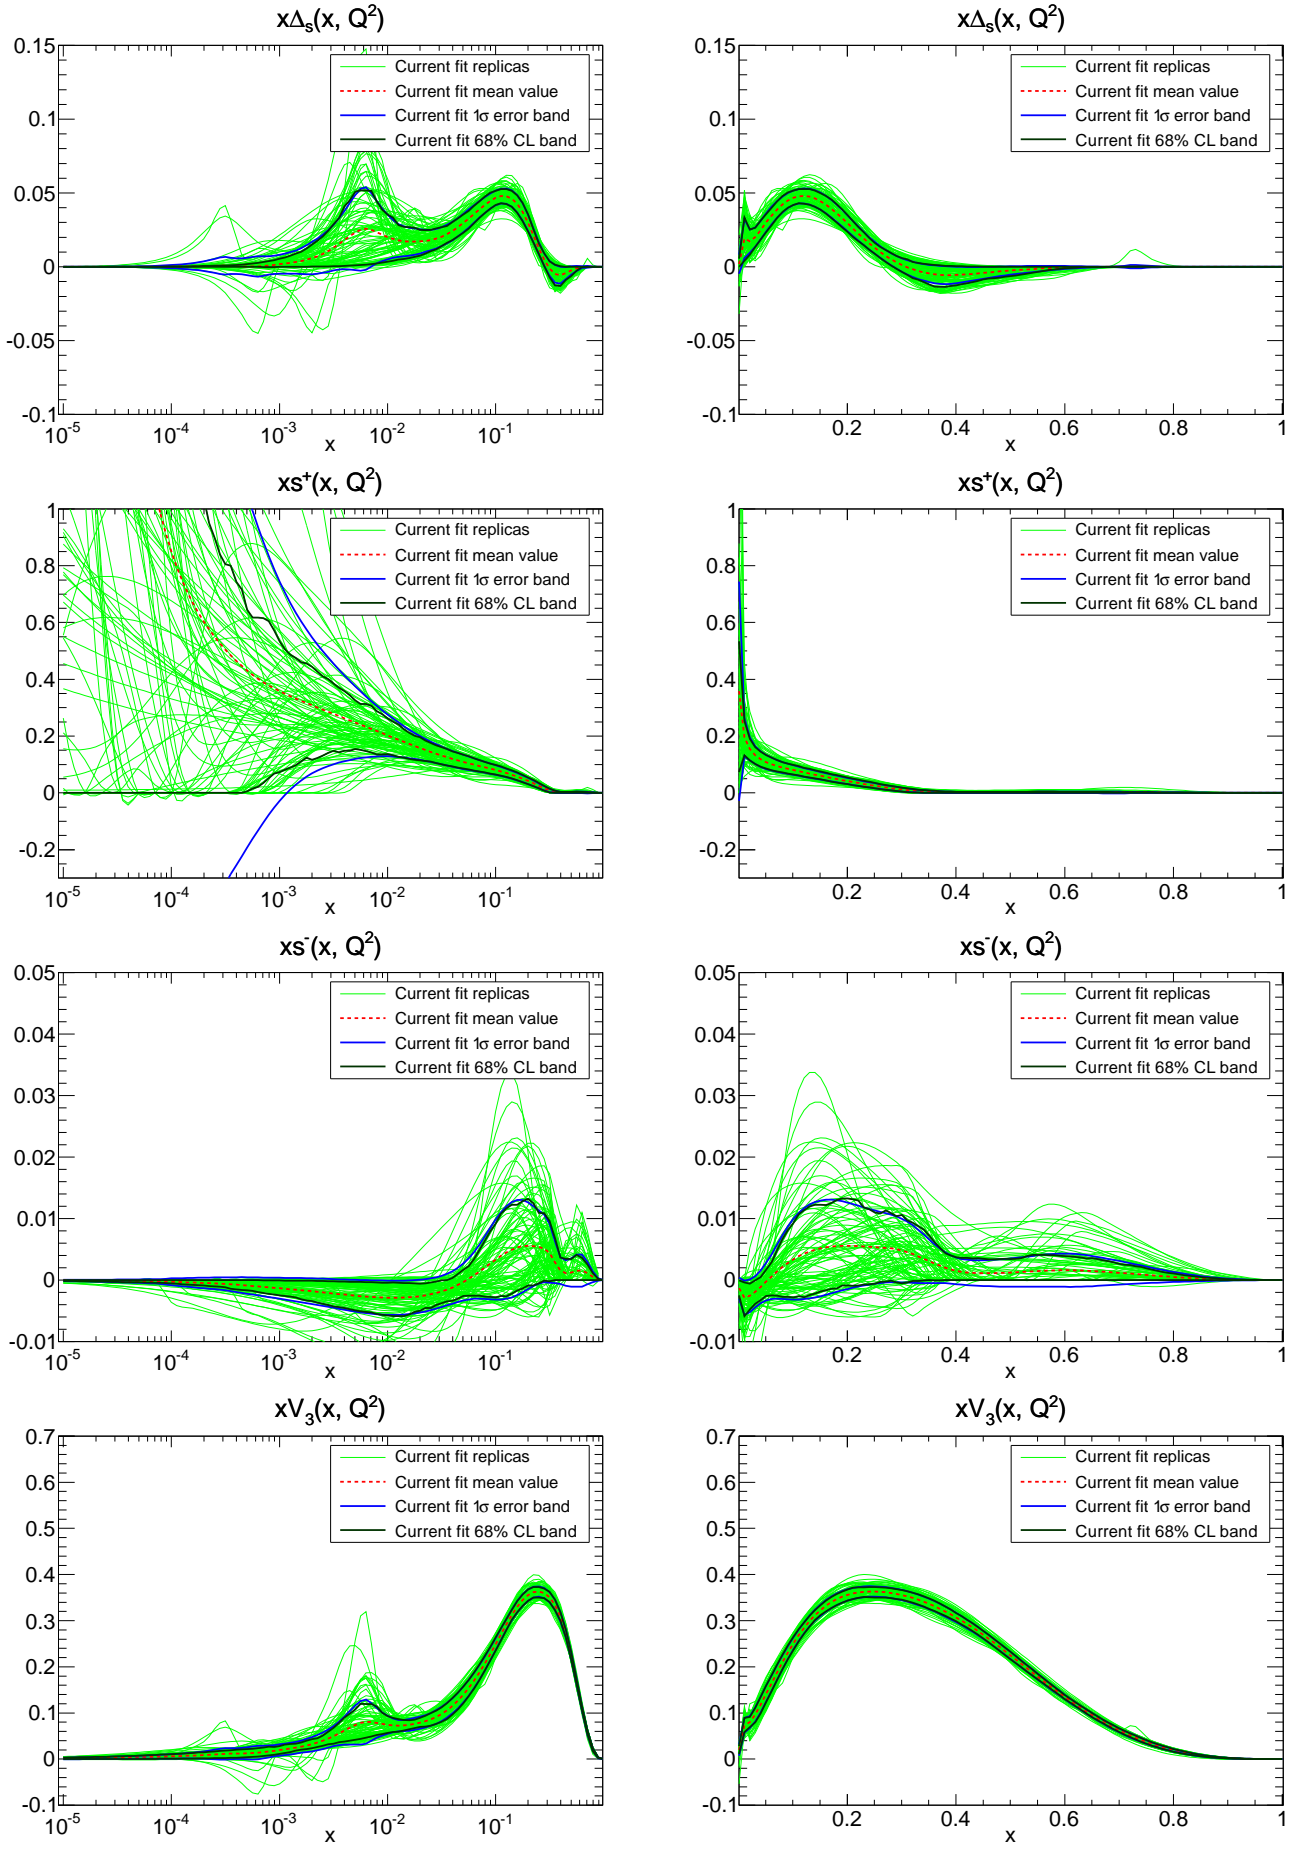 xΔₛ(x, Q²)
0.15
0.1
0.05
0
-0.05
-0.1
Current fit replicas
Current fit mean value
Current fit 1σ error band
Current fit 68% CL band
10⁻⁵ 10⁻⁴ 10⁻³ 10⁻² 10⁻¹
x
xΔₛ(x, Q²)
0.15
0.1
0.05
0
-0.05
-0.1
Current fit replicas
Current fit mean value
Current fit 1σ error band
Current fit 68% CL band
0.2 0.4 0.6 0.8 1
x
xs⁺(x, Q²)
1
0.8
0.6
0.4
0.2
0
-0.2
Current fit replicas
Current fit mean value
Current fit 1σ error band
Current fit 68% CL band
10⁻⁵ 10⁻⁴ 10⁻³ 10⁻² 10⁻¹
x
xs⁺(x, Q²)
1
0.8
0.6
0.4
0.2
0
-0.2
Current fit replicas
Current fit mean value
Current fit 1σ error band
Current fit 68% CL band
0.2 0.4 0.6 0.8 1
x
xs⁻(x, Q²)
0.05
0.04
0.03
0.02
0.01
0
-0.01
Current fit replicas
Current fit mean value
Current fit 1σ error band
Current fit 68% CL band
10⁻⁵ 10⁻⁴ 10⁻³ 10⁻² 10⁻¹
x
xs⁻(x, Q²)
0.05
0.04
0.03
0.02
0.01
0
-0.01
Current fit replicas
Current fit mean value
Current fit 1σ error band
Current fit 68% CL band
0.2 0.4 0.6 0.8 1
x
xV₃(x, Q²)
0.7
0.6
0.5
0.4
0.3
0.2
0.1
0
-0.1
Current fit replicas
Current fit mean value
Current fit 1σ error band
Current fit 68% CL band
10⁻⁵ 10⁻⁴ 10⁻³ 10⁻² 10⁻¹
x
xV₃(x, Q²)
0.7
0.6
0.5
0.4
0.3
0.2
0.1
0
-0.1
Current fit replicas
Current fit mean value
Current fit 1σ error band
Current fit 68% CL band
0.2 0.4 0.6 0.8 1
x